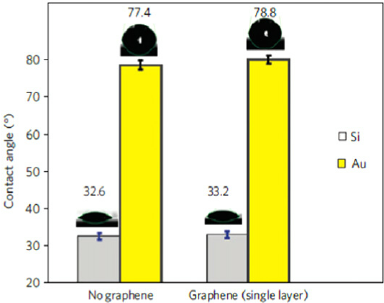 77.4
78.8
80
70
60
50
40
30
20
Contact angle (°)
32.6
33.2
Si
Au
No graphene
Graphene (single layer)